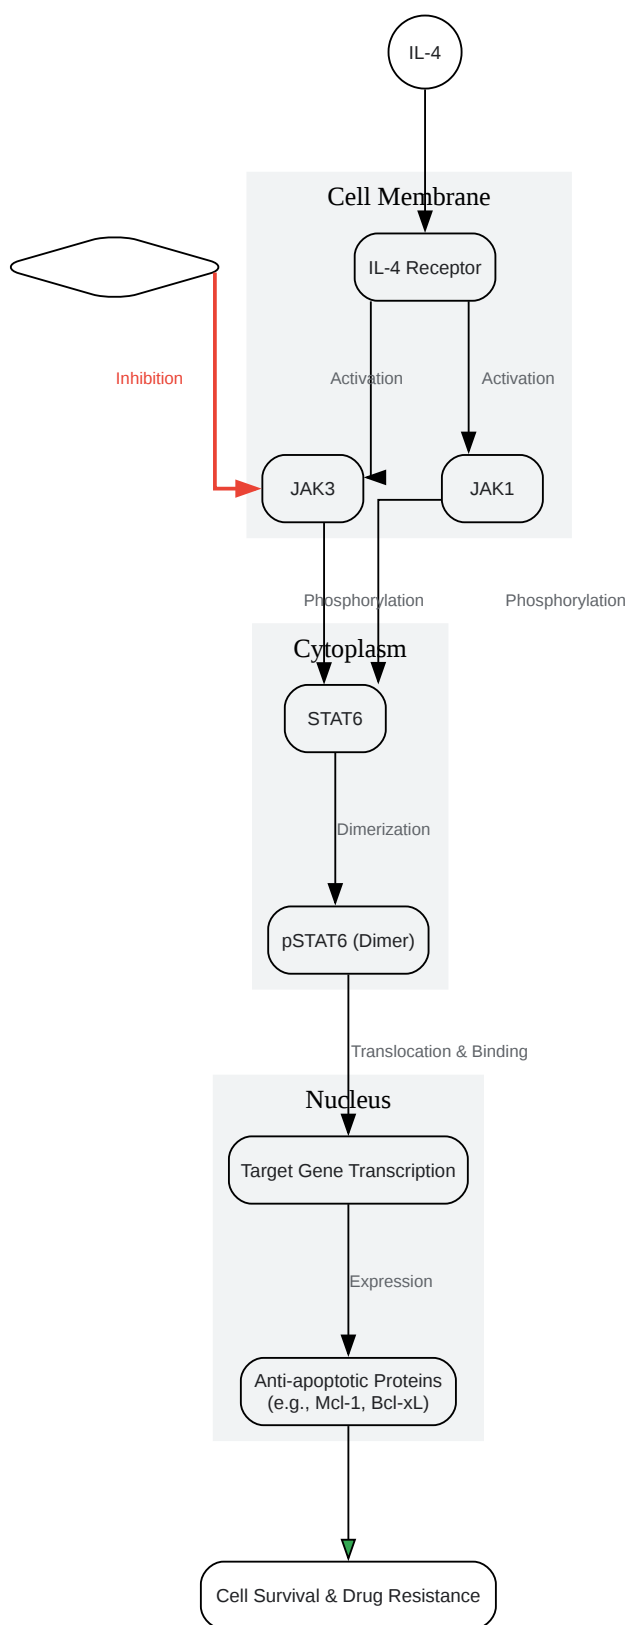 IL-4
Cell Membrane
IL-4 Receptor
Inhibition
Activation
Activation
JAK3
JAK1
Phosphorylation
Phosphorylation
Cytoplasm
STAT6
Dimerization
pSTAT6 (Dimer)
Translocation & Binding
Nucleus
Target Gene Transcription
Expression
Anti-apoptotic Proteins
(e.g., Mcl-1, Bcl-xL)
Cell Survival & Drug Resistance